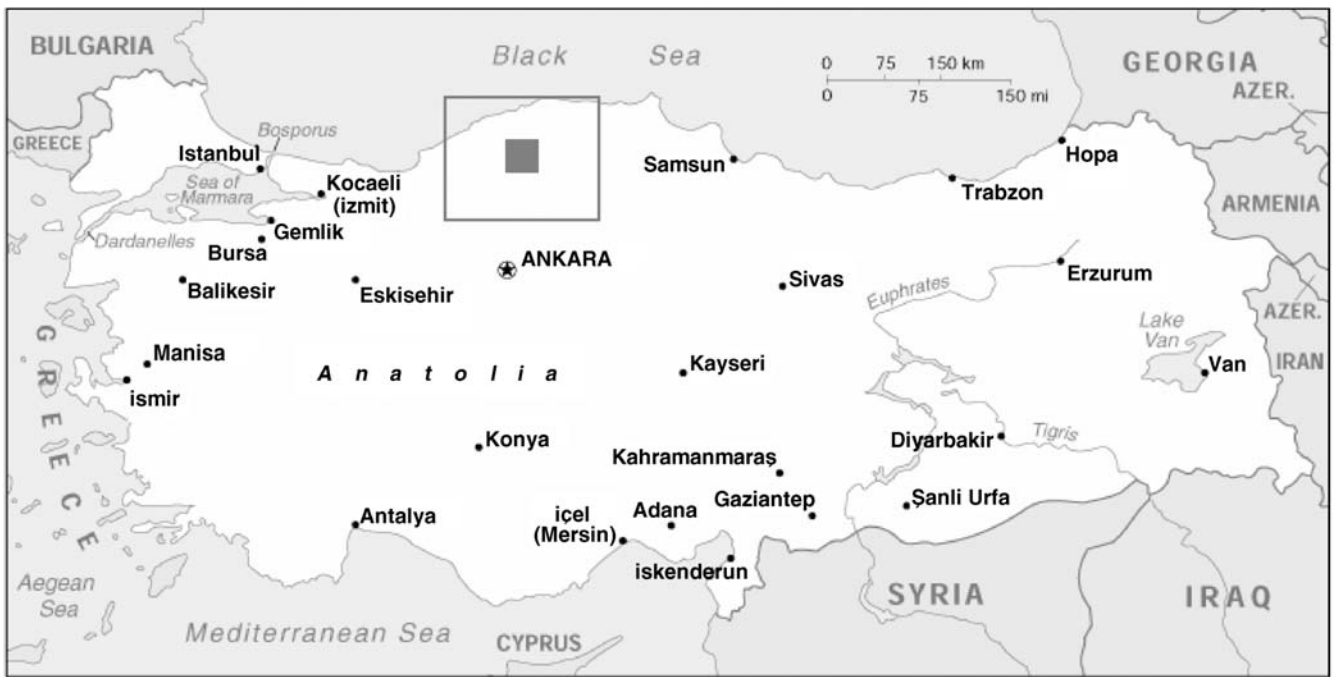 BULGARIA
Black Sea
0 75 150 km
0 75 150 mi
GEORGIA
AZER.
GREECE
Bosporus
Istanbul
Sea of
Marmara
Kocaeli
(izmit)
Samsun
Hopa
Trabzon
ARMENIA
Dardanelles
Gemlik
Bursa
ANKARA
Balikesir
Eskisehir
Sivas
Euphrates
Erzurum
AZER.
Lake
Van
Van
IRAN
GREECE
Manisa
ismir
Anatolia
Kayseri
Konya
Diyarbakir
Tigris
Kahramanmaraş
Gaziantep
Şanli Urfa
Antalya
içel
(Mersin)
Adana
iskenderun
Aegean
Sea
Mediterranean Sea
CYPRUS
SYRIA
IRAQ